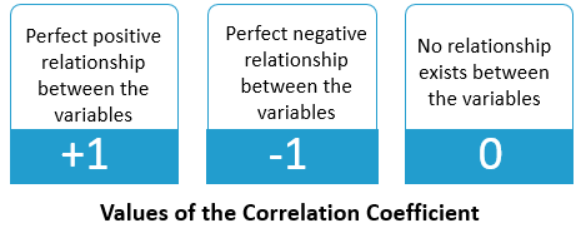 Perfect positive
relationship
between the
variables
+1
Perfect negative
relationship
between the
variables
-1
No relationship
exists between
the variables
0
Values of the Correlation Coefficient